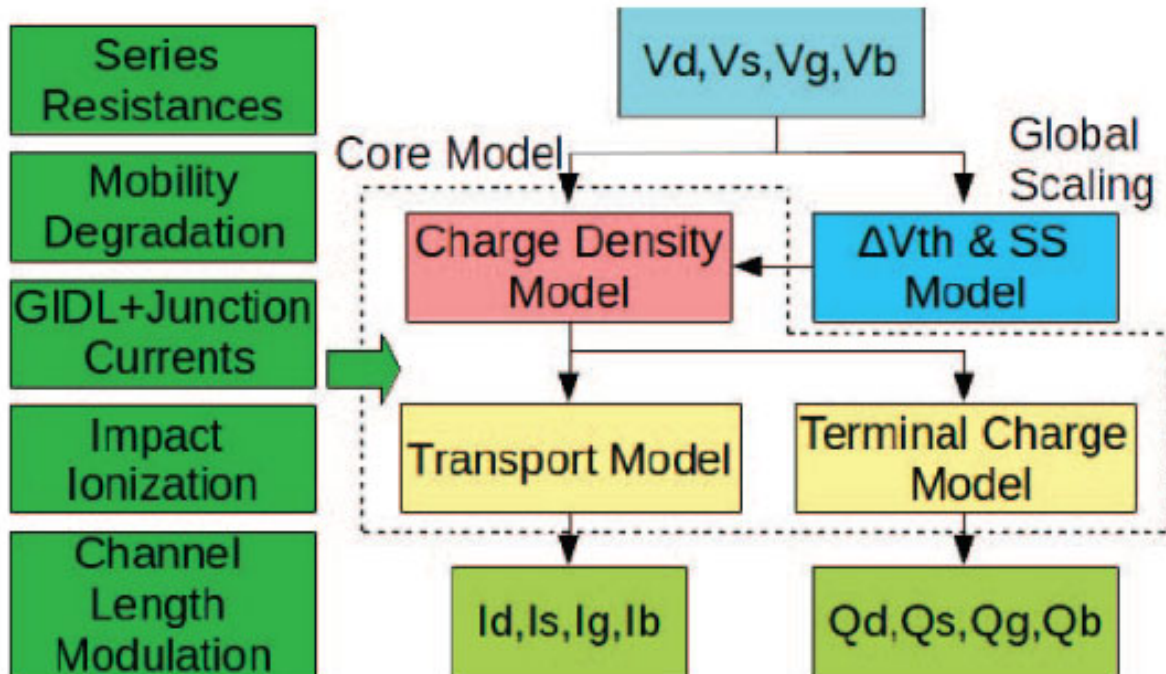 Series
Resistances
Mobility
Degradation
GIDL+Junction
Currents
Impact
Ionization
Channel
Length
Modulation
Vd,Vs,Vg,Vb
Core Model
Global
Scaling
Charge Density
Model
ΔVth & SS
Model
Transport Model
Terminal Charge
Model
Id,Is,Ig,Ib
Qd,Qs,Qg,Qb